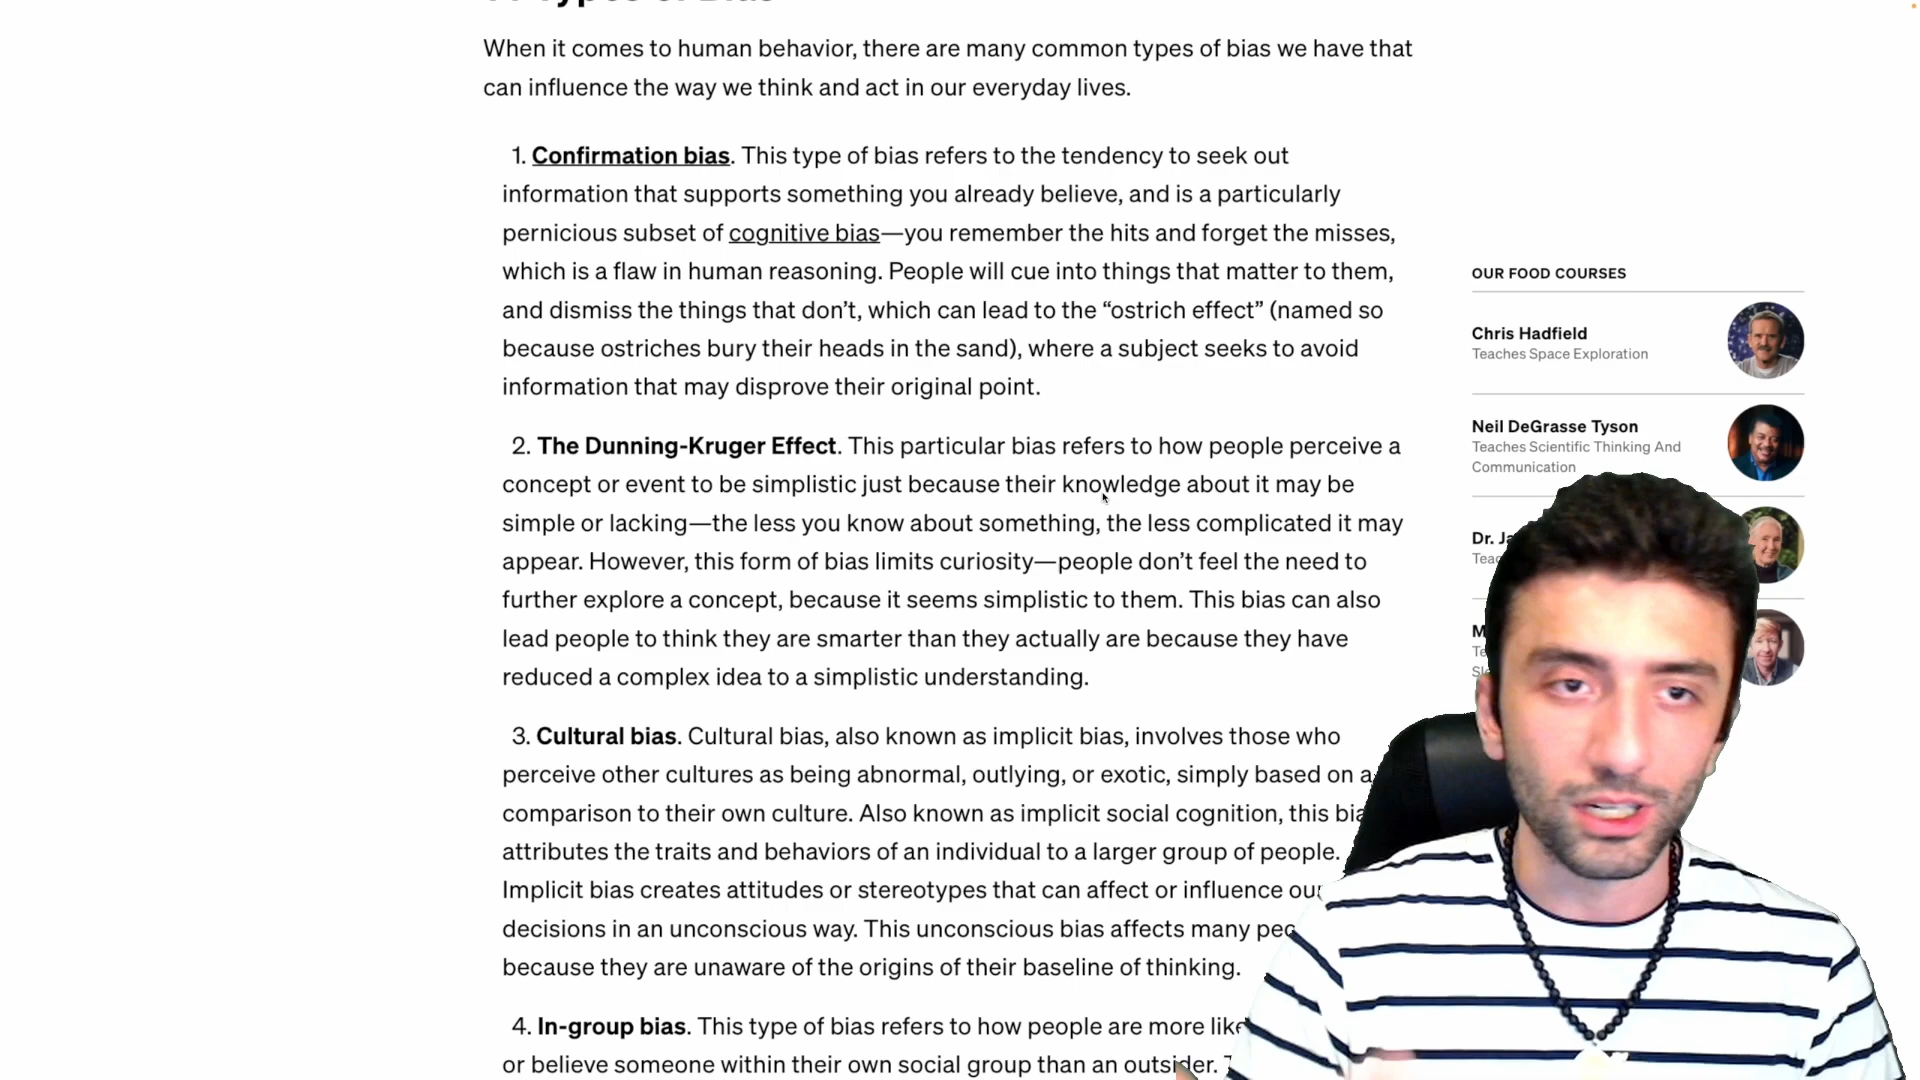 When it comes to human behavior, there are many common types of bias we have that
can influence the way we think and act in our everyday lives.
1. Confirmation bias. This type of bias refers to the tendency to seek out
information that supports something you already believe, and is a particularly
pernicious subset of cognitive bias—you remember the hits and forget the misses,
which is a flaw in human reasoning. People will cue into things that matter to them,
and dismiss the things that don’t, which can lead to the “ostrich effect” (named so
because ostriches bury their heads in the sand), where a subject seeks to avoid
information that may disprove their original point.
2. The Dunning-Kruger Effect. This particular bias refers to how people perceive a
concept or event to be simplistic just because their knowledge about it may be
simple or lacking—the less you know about something, the less complicated it may
appear. However, this form of bias limits curiosity—people don’t feel the need to
further explore a concept, because it seems simplistic to them. This bias can also
lead people to think they are smarter than they actually are because they have
reduced a complex idea to a simplistic understanding.
3. Cultural bias. Cultural bias, also known as implicit bias, involves those who
perceive other cultures as being abnormal, outlying, or exotic, simply based on a
comparison to their own culture. Also known as implicit social cognition, this
attributes the traits and behaviors of an individual to a larger group of people.
Implicit bias creates attitudes or stereotypes that can affect or influence
decisions in an unconscious way. This unconscious bias affects many
because they are unaware of the origins of their baseline of thinking.
4. In-group bias. This type of bias refers to how people are more
or believe someone within their own social group than an outsider.
OUR FOOD COURSES
Chris Hadfield
Teaches Space Exploration
Neil DeGrasse Tyson
Teaches Scientific Thinking And
Communication
Dr.